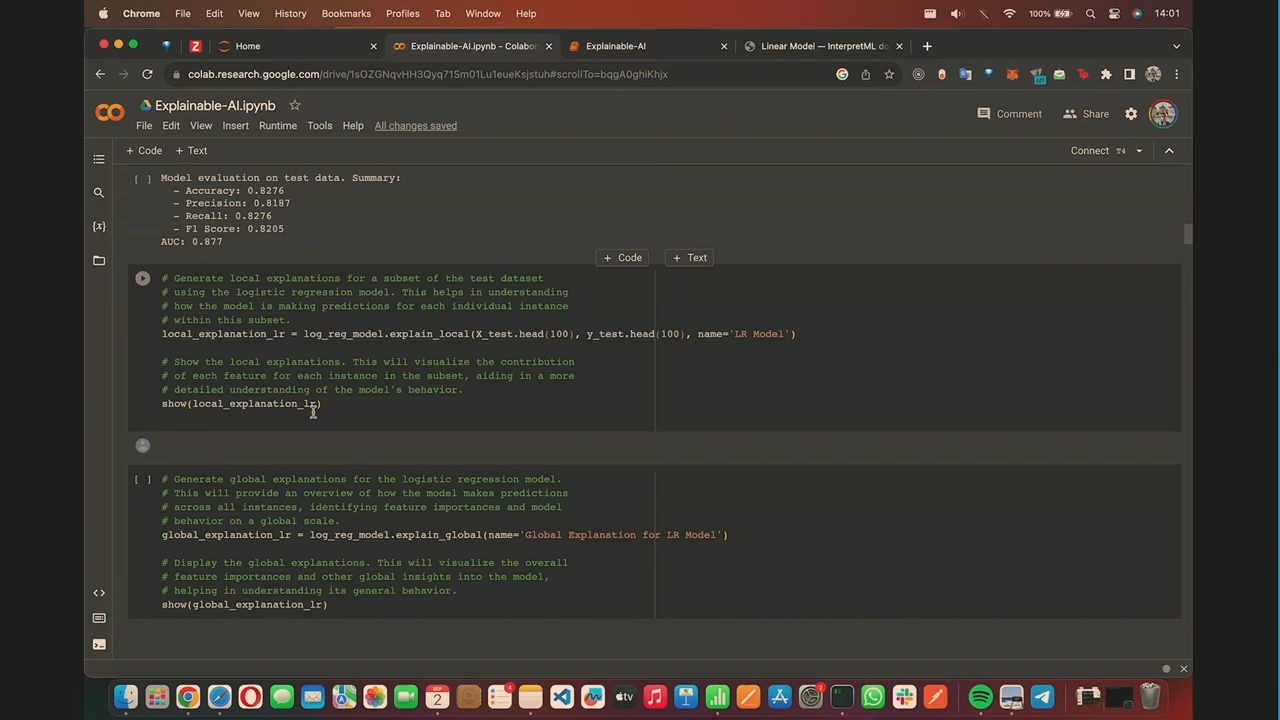 Chrome File Edit View History Bookmarks Profiles Tab Window Help 100% 14:01
Home Explainable-AI.ipynb - Colabor Explainable-AI Linear Model — InterpretML do
colab.research.google.com/drive/1sOZGNqvHH3Qyq71Sm01Lu1eueKsjstuh#scrollTo=bqgA0ghiKhjx
Explainable-AI.ipynb
Comment Share
File Edit View Insert Runtime Tools Help All changes saved
+ Code + Text Connect T4
[ ] Model evaluation on test data. Summary:
- Accuracy: 0.8276
- Precision: 0.8187
- Recall: 0.8276
- F1 Score: 0.8205
AUC: 0.877
+ Code + Text
# Generate local explanations for a subset of the test dataset
# using the logistic regression model. This helps in understanding
# how the model is making predictions for each individual instance
# within this subset.
local_explanation_lr = log_reg_model.explain_local(X_test.head(100), y_test.head(100), name='LR Model')
# Show the local explanations. This will visualize the contribution
# of each feature for each instance in the subset, aiding in a more
# detailed understanding of the model's behavior.
show(local_explanation_lr)
[ ] # Generate global explanations for the logistic regression model.
# This will provide an overview of how the model makes predictions
# across all instances, identifying feature importances and model
# behavior on a global scale.
global_explanation_lr = log_reg_model.explain_global(name='Global Explanation for LR Model')
# Display the global explanations. This will visualize the overall
# feature importances and other global insights into the model,
# helping in understanding its general behavior.
show(global_explanation_lr)